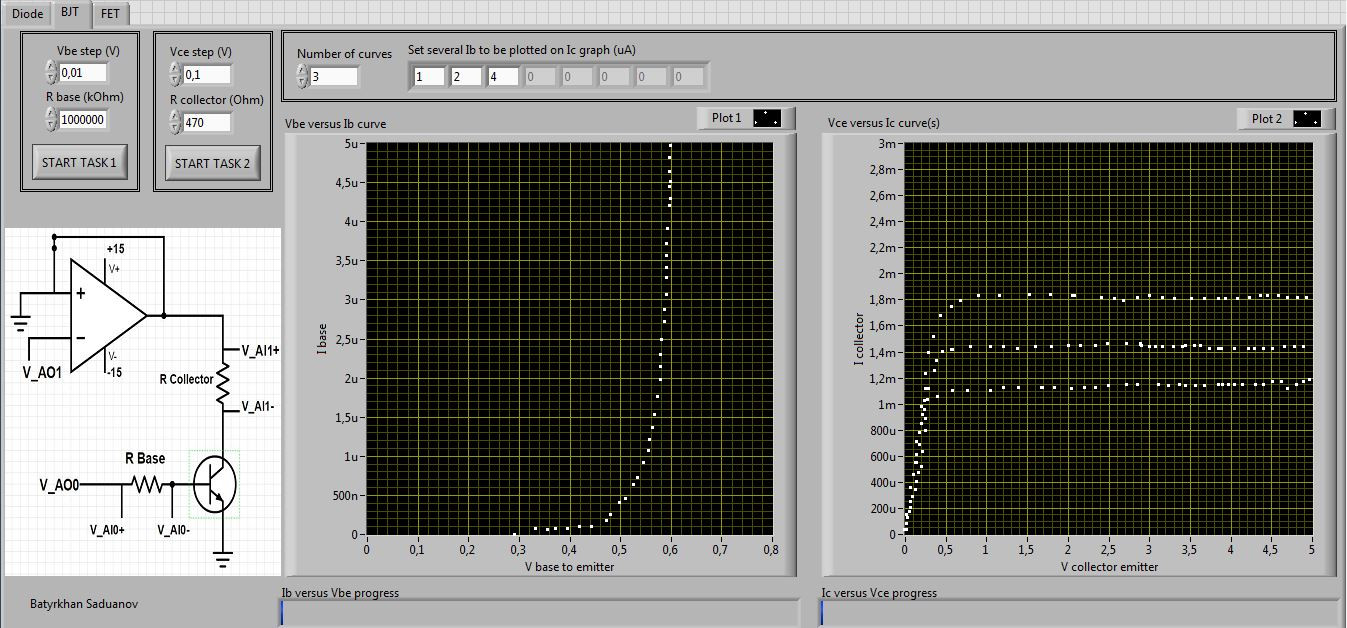 Diode BJT FET
Vbe step (V)
0,01
R base (kOhm)
1000000
START TASK 1
Vce step (V)
0,1
R collector (Ohm)
470
START TASK 2
Number of curves
3
Set several Ib to be plotted on Ic graph (uA)
1 2 4 0 0 0 0 0
+15
V+
+
-
V-
-15
V_AO1
V_AI1+
R Collector
V_AI1-
R Base
V_AO0
V_AI0+ V_AI0-
Batyrkhan Saduanov
Vbe versus Ib curve
Plot 1
5u
4,5u
4u
3,5u
3u
2,5u
2u
1,5u
1u
500n
0
I base
0 0,1 0,2 0,3 0,4 0,5 0,6 0,7 0,8
V base to emitter
Ib versus Vbe progress
Vce versus Ic curve(s)
Plot 2
3m
2,8m
2,6m
2,4m
2,2m
2m
1,8m
1,6m
1,4m
1,2m
1m
800u
600u
400u
200u
0
I collector
0 0,5 1 1,5 2 2,5 3 3,5 4 4,5 5
V collector emitter
Ic versus Vce progress